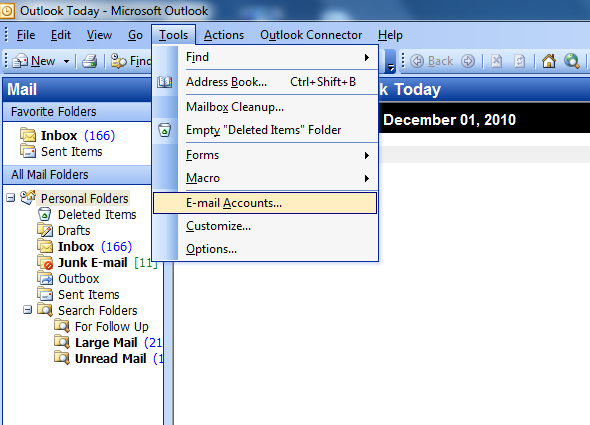 Outlook Today - Microsoft Outlook
File Edit View Go Tools Actions Outlook Connector Help
New Find Back
Mail Today
Favorite Folders
Inbox (166)
Sent Items
December 01, 2010
All Mail Folders
Personal Folders
Deleted Items
Drafts
Inbox (166)
Junk E-mail [11]
Outbox
Sent Items
Search Folders
For Follow Up
Large Mail (21
Unread Mail (1
Find
Address Book... Ctrl+Shift+B
Mailbox Cleanup...
Empty "Deleted Items" Folder
Forms
Macro
E-mail Accounts...
Customize...
Options...